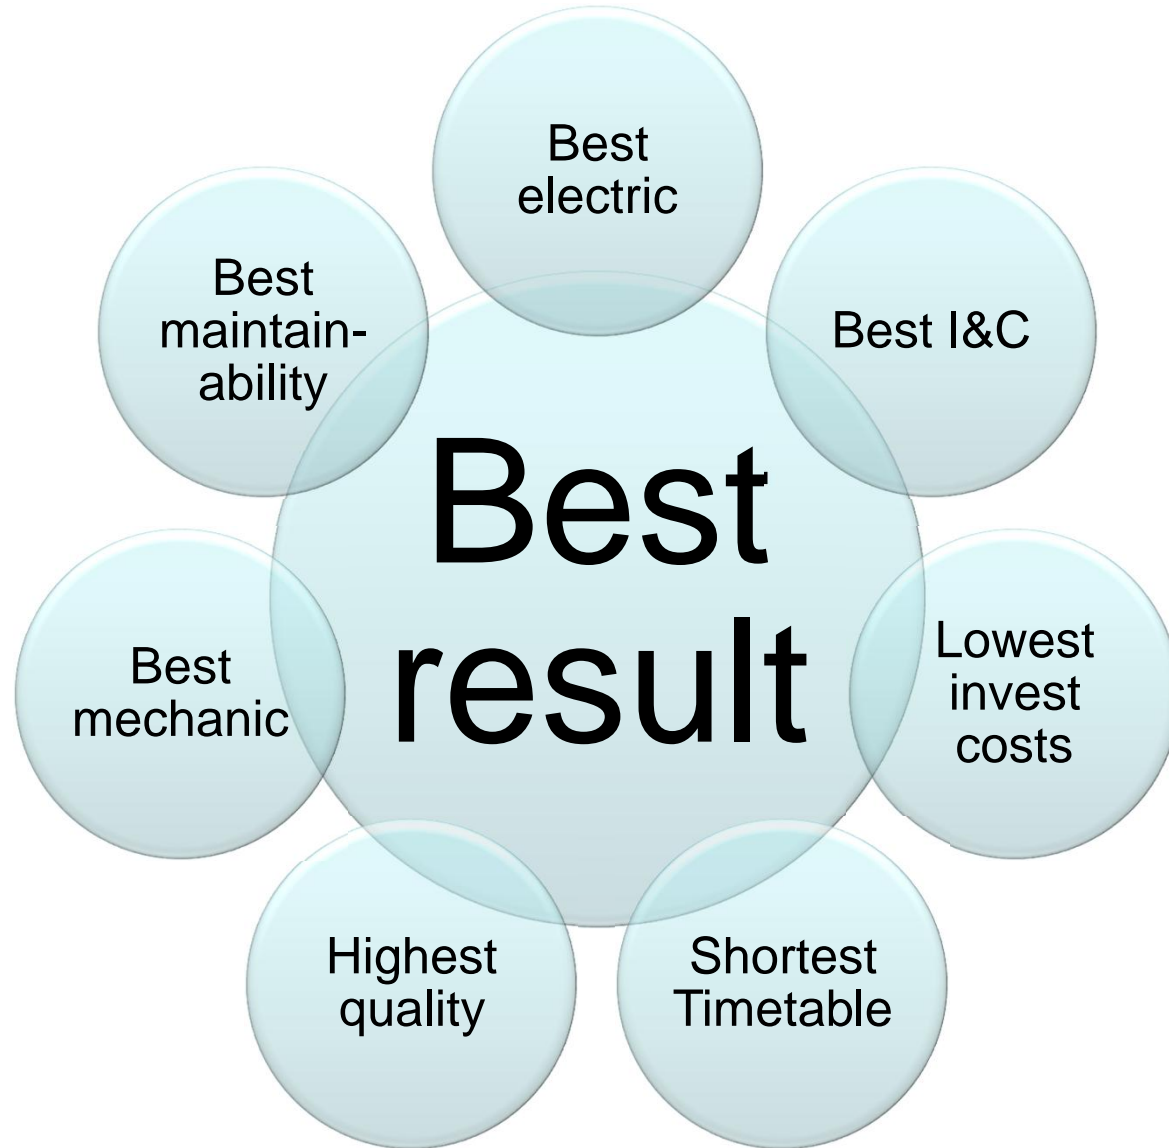 Best
electric
Best
maintain-
ability
Best I&C
Best
result
Lowest
invest
costs
Best
mechanic
Highest
quality
Shortest
Timetable